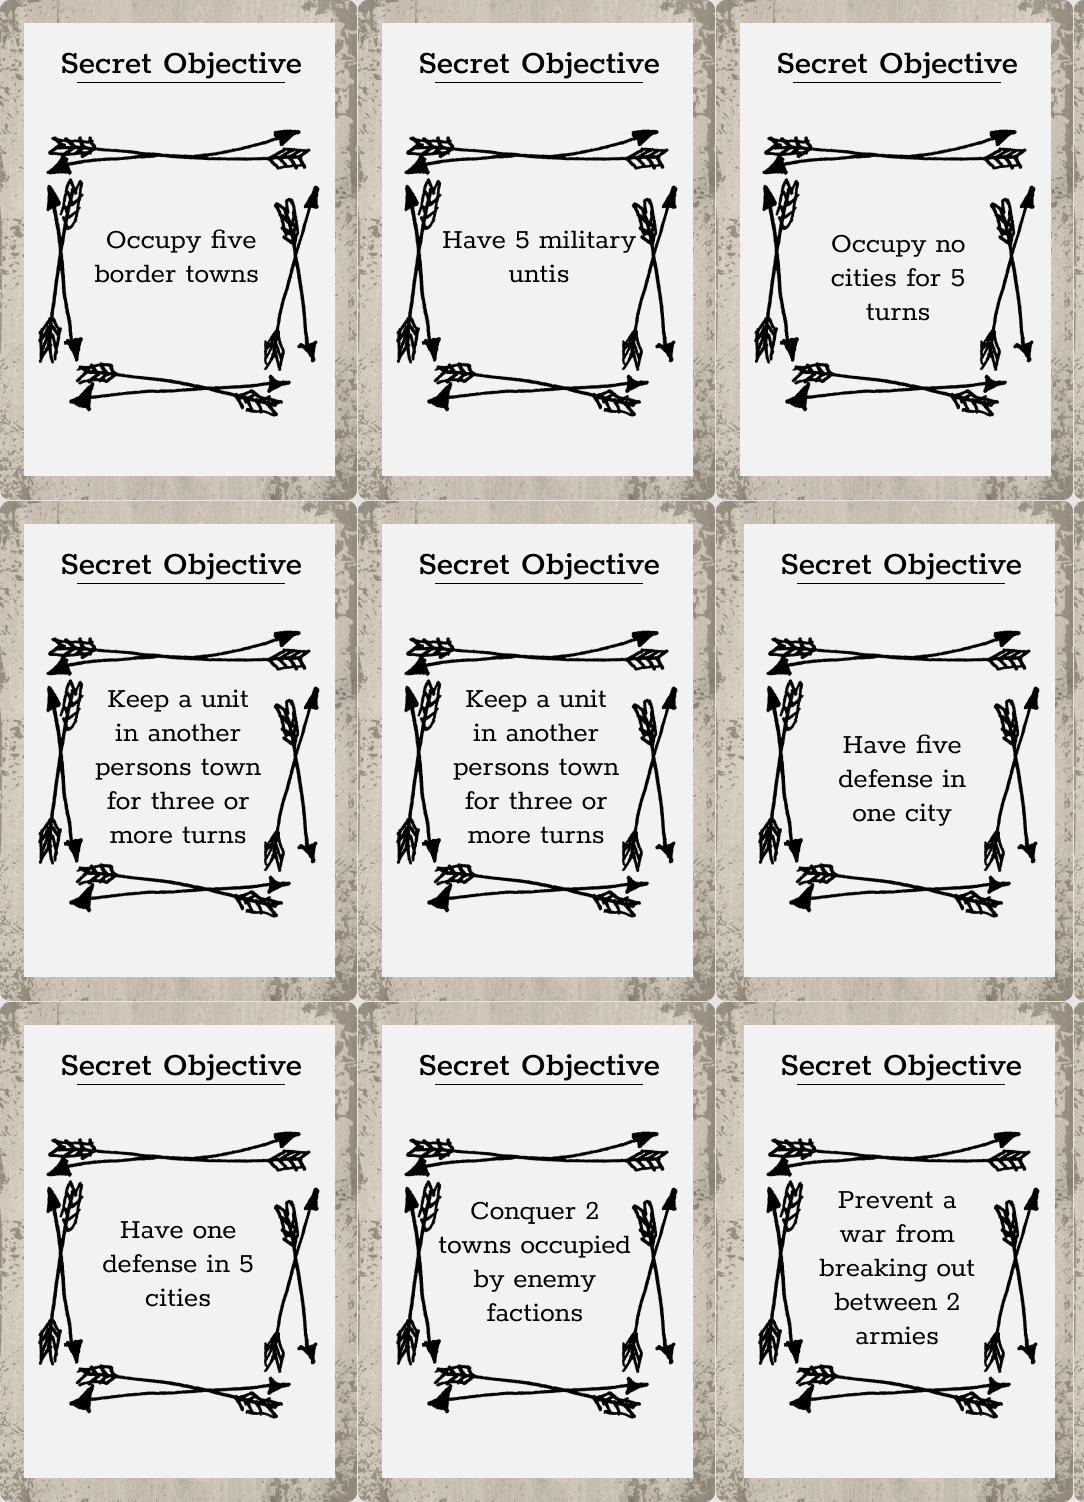 Secret Objective
Occupy five
border towns
Secret Objective
Have 5 military
untis
Secret Objective
Occupy no
cities for 5
turns
Secret Objective
Keep a unit
in another
persons town
for three or
more turns
Secret Objective
Keep a unit
in another
persons town
for three or
more turns
Secret Objective
Have five
defense in
one city
Secret Objective
Have one
defense in 5
cities
Secret Objective
Conquer 2
towns occupied
by enemy
factions
Secret Objective
Prevent a
war from
breaking out
between 2
armies